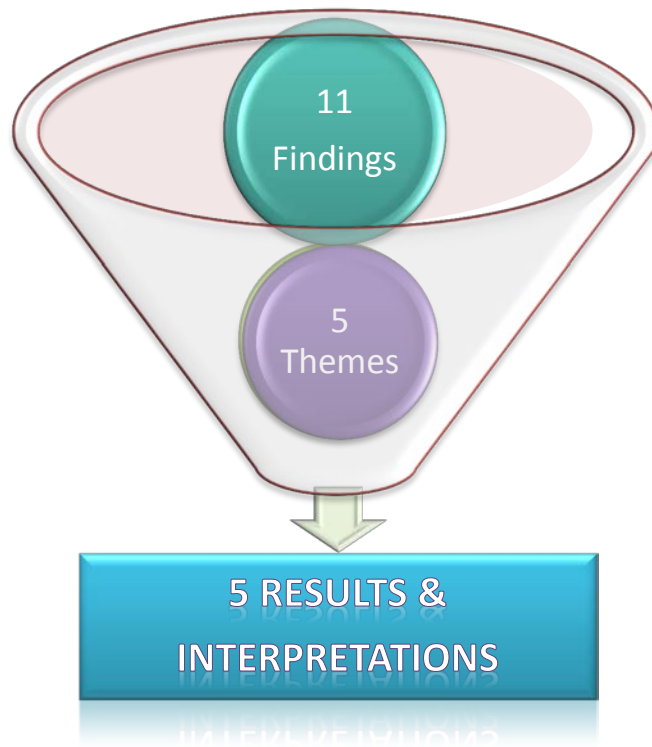 11
Findings
5
Themes
5 RESULTS &
INTERPRETATIONS